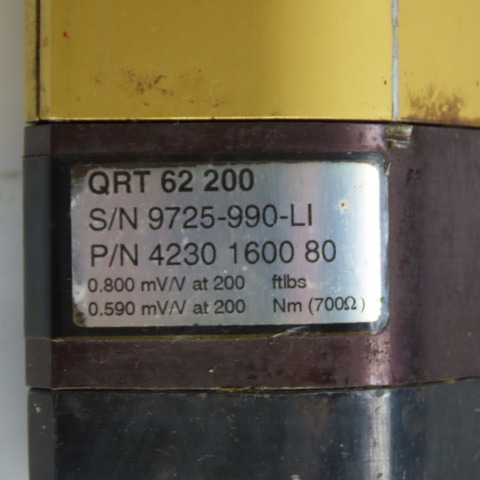 QRT 62 200
S/N 9725-990-LI
P/N 4230 1600 80
0.800 mV/V at 200 ftlbs
0.590 mV/V at 200 Nm (700Ω)